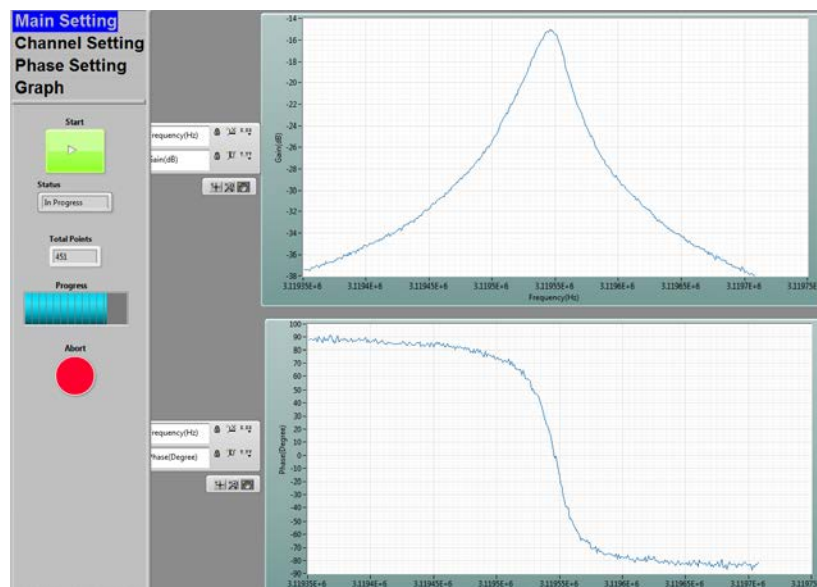 Main Setting
Channel Setting
Phase Setting
Graph
Start
Status
In Progress
Total Points
451
Progress
Abort
requency(Hz)
Gain(dB)
-14
-16
-18
-20
-22
-24
-26
-28
-30
-32
-34
-36
-38
Gain(dB)
3.11935E+6 3.1194E+6 3.11945E+6 3.1195E+6 3.11955E+6 3.1196E+6 3.11965E+6 3.1197E+6 3.11975E+
Frequency(Hz)
requency(Hz)
Phase(Degree)
100
90
80
70
60
50
40
30
20
10
0
-10
-20
-30
-40
-50
-60
-70
-80
-90
Phase(Degree)
3.11935E+6 3.1194E+6 3.11945E+6 3.1195E+6 3.11955E+6 3.1196E+6 3.11965E+6 3.1197E+6 3.11975